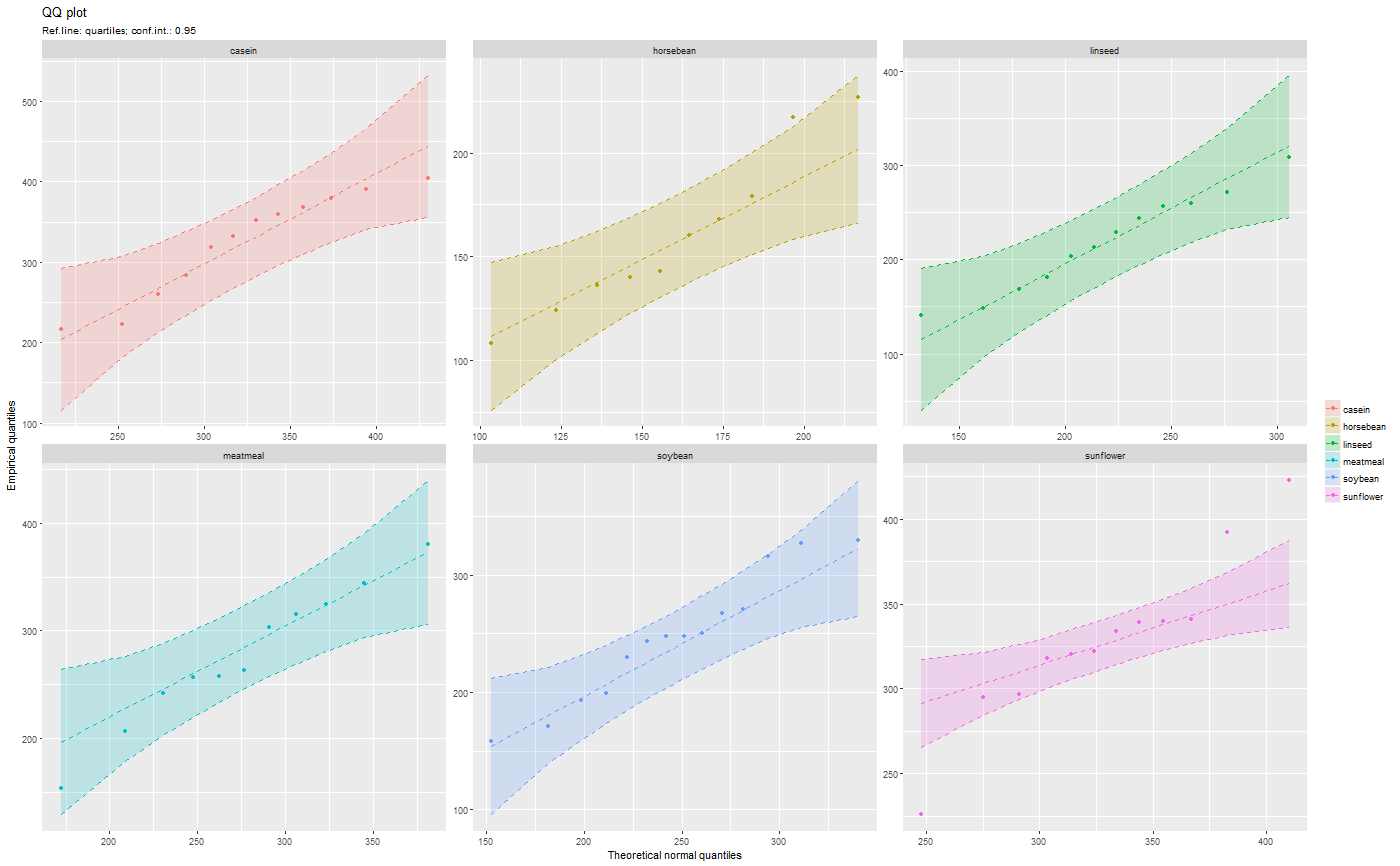 QQ plot
Ref.line: quartiles; conf.int.: 0.95
casein
horsebean
linseed
500
400
300
200
100
200
150
100
400
300
200
100
250 300 350 400
100 125 150 175 200
150 200 250 300
Empirical quantiles
casein
horsebean
linseed
meatmeal
soybean
sunflower
meatmeal
soybean
sunflower
400
300
200
300
200
100
400
350
300
250
200 250 300 350
150 200 250 300
250 300 350 400
Theoretical normal quantiles